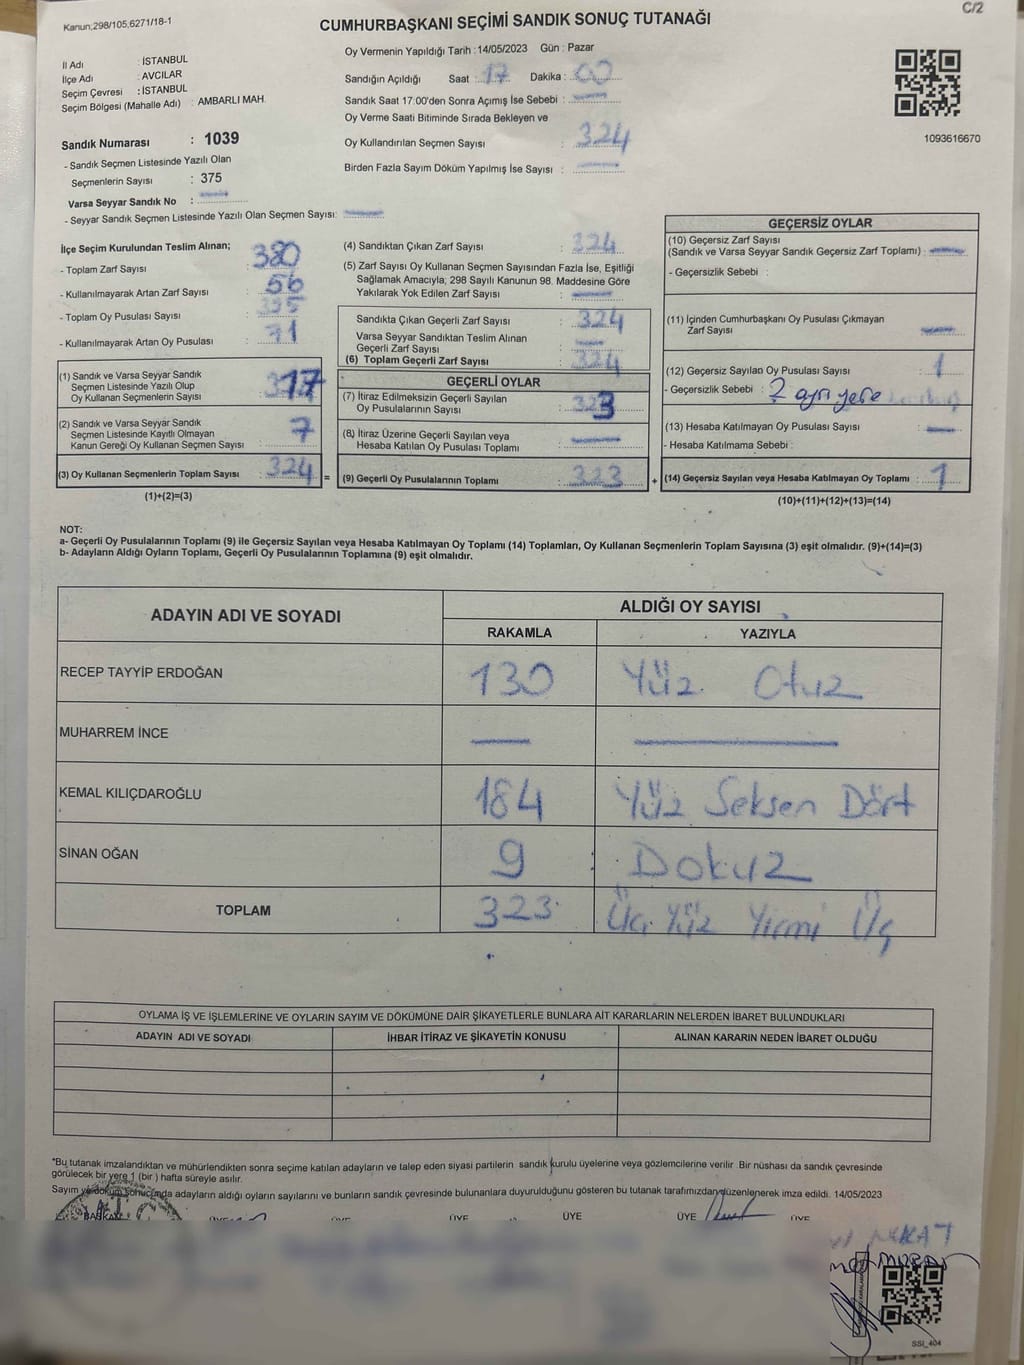 Kanun;298/105,6271/18-1
C/2
CUMHURBAŞKANI SEÇİMİ SANDIK SONUÇ TUTANAĞI
İl Adı : İSTANBUL
İlçe Adı : AVCILAR
Seçim Çevresi : İSTANBUL
Seçim Bölgesi (Mahalle Adı) : AMBARLI MAH.
Sandık Numarası : 1039
- Sandık Seçmen Listesinde Yazılı Olan
Seçmenlerin Sayısı : 375
Varsa Seyyar Sandık No :
- Seyyar Sandık Seçmen Listesinde Yazılı Olan Seçmen Sayısı:
Oy Vermenin Yapıldığı Tarih :14/05/2023 Gün : Pazar
Sandığın Açıldığı Saat : 17 Dakika : 00
Sandık Saat 17:00'den Sonra Açımış İse Sebebi :
Oy Verme Saati Bitiminde Sırada Bekleyen ve
Oy Kullandırılan Seçmen Sayısı : 324
Birden Fazla Sayım Döküm Yapılmış İse Sayısı :
1093616670
İlçe Seçim Kurulundan Teslim Alınan;
- Toplam Zarf Sayısı : 380
- Kullanılmayarak Artan Zarf Sayısı : 56
- Toplam Oy Pusulası Sayısı : 395
- Kullanılmayarak Artan Oy Pusulası : 71
(1) Sandık ve Varsa Seyyar Sandık
Seçmen Listesinde Yazılı Olup
Oy Kullanan Seçmenlerin Sayısı : 317
(2) Sandık ve Varsa Seyyar Sandık
Seçmen Listesinde Kayıtlı Olmayan
Kanun Gereği Oy Kullanan Seçmen Sayısı : 7
(3) Oy Kullanan Seçmenlerin Toplam Sayısı : 324 =
(1)+(2)=(3)
(4) Sandıktan Çıkan Zarf Sayısı : 324
(5) Zarf Sayısı Oy Kullanan Seçmen Sayısından Fazla İse, Eşitliği
Sağlamak Amacıyla; 298 Sayılı Kanunun 98. Maddesine Göre
Yakılarak Yok Edilen Zarf Sayısı :
Sandıkta Çıkan Geçerli Zarf Sayısı : 324
Varsa Seyyar Sandıktan Teslim Alınan
Geçerli Zarf Sayısı :
(6) Toplam Geçerli Zarf Sayısı : 324
GEÇERLİ OYLAR
(7) İtiraz Edilmeksizin Geçerli Sayılan
Oy Pusulalarının Sayısı : 323
(8) İtiraz Üzerine Geçerli Sayılan veya
Hesaba Katılan Oy Pusulası Toplamı :
(9) Geçerli Oy Pusulalarının Toplamı : 323 +
GEÇERSİZ OYLAR
(10) Geçersiz Zarf Sayısı
(Sandık ve Varsa Seyyar Sandık Geçersiz Zarf Toplamı) :
- Geçersizlik Sebebi :
(11) İçinden Cumhurbaşkanı Oy Pusulası Çıkmayan
Zarf Sayısı :
(12) Geçersiz Sayılan Oy Pusulası Sayısı : 1
- Geçersizlik Sebebi : 2 ayrı yere
(13) Hesaba Katılmayan Oy Pusulası Sayısı :
- Hesaba Katılmama Sebebi :
(14) Geçersiz Sayılan veya Hesaba Katılmayan Oy Toplamı : 1
(10)+(11)+(12)+(13)=(14)
NOT:
a- Geçerli Oy Pusulalarının Toplamı (9) ile Geçersiz Sayılan veya Hesaba Katılmayan Oy Toplamı (14) Toplamları, Oy Kullanan Seçmenlerin Toplam Sayısına (3) eşit olmalıdır. (9)+(14)=(3)
b- Adayların Aldığı Oyların Toplamı, Geçerli Oy Pusulalarının Toplamına (9) eşit olmalıdır.
ADAYIN ADI VE SOYADI
ALDIĞI OY SAYISI
RAKAMLA YAZIYLA
RECEP TAYYİP ERDOĞAN 130 Yüz Otuz
MUHARREM İNCE
KEMAL KILIÇDAROĞLU 184 Yüz Seksen Dört
SİNAN OĞAN 9 Dokuz
TOPLAM 323 Üç Yüz Yirmi Üç
OYLAMA İŞ VE İŞLEMLERİNE VE OYLARIN SAYIM VE DÖKÜMÜNE DAİR ŞİKAYETLERLE BUNLARA AİT KARARLARIN NELERDEN İBARET BULUNDUKLARI
ADAYIN ADI VE SOYADI İHBAR İTİRAZ VE ŞİKAYETİN KONUSU ALINAN KARARIN NEDEN İBARET OLDUĞU
*Bu tutanak imzalandıktan ve mühürlendikten sonra seçime katılan adayların ve talep eden siyasi partilerin sandık kurulu üyelerine veya gözlemcilerine verilir. Bir nüshası da sandık çevresinde
görülecek bir yere 1 (bir) hafta süreyle asılır.
Sayım ve döküm sonucunda adayların aldığı oyların sayılarını ve bunların sandık çevresinde bulunanlara duyurulduğunu gösteren bu tutanak tarafımızdan düzenlenerek imza edildi. 14/05/2023
BAŞKAN ÜYE ÜYE ÜYE ÜYE ÜYE ÜYE
SSI_404